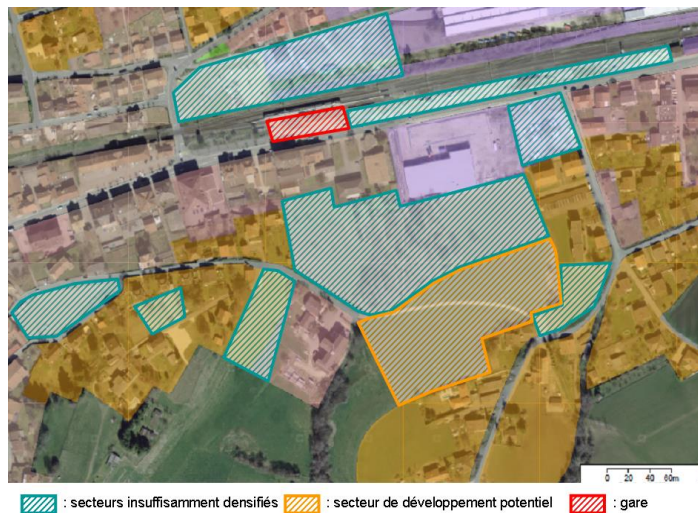 0 20 40 60m
: secteurs insuffisamment densifiés : secteur de développement potentiel : gare